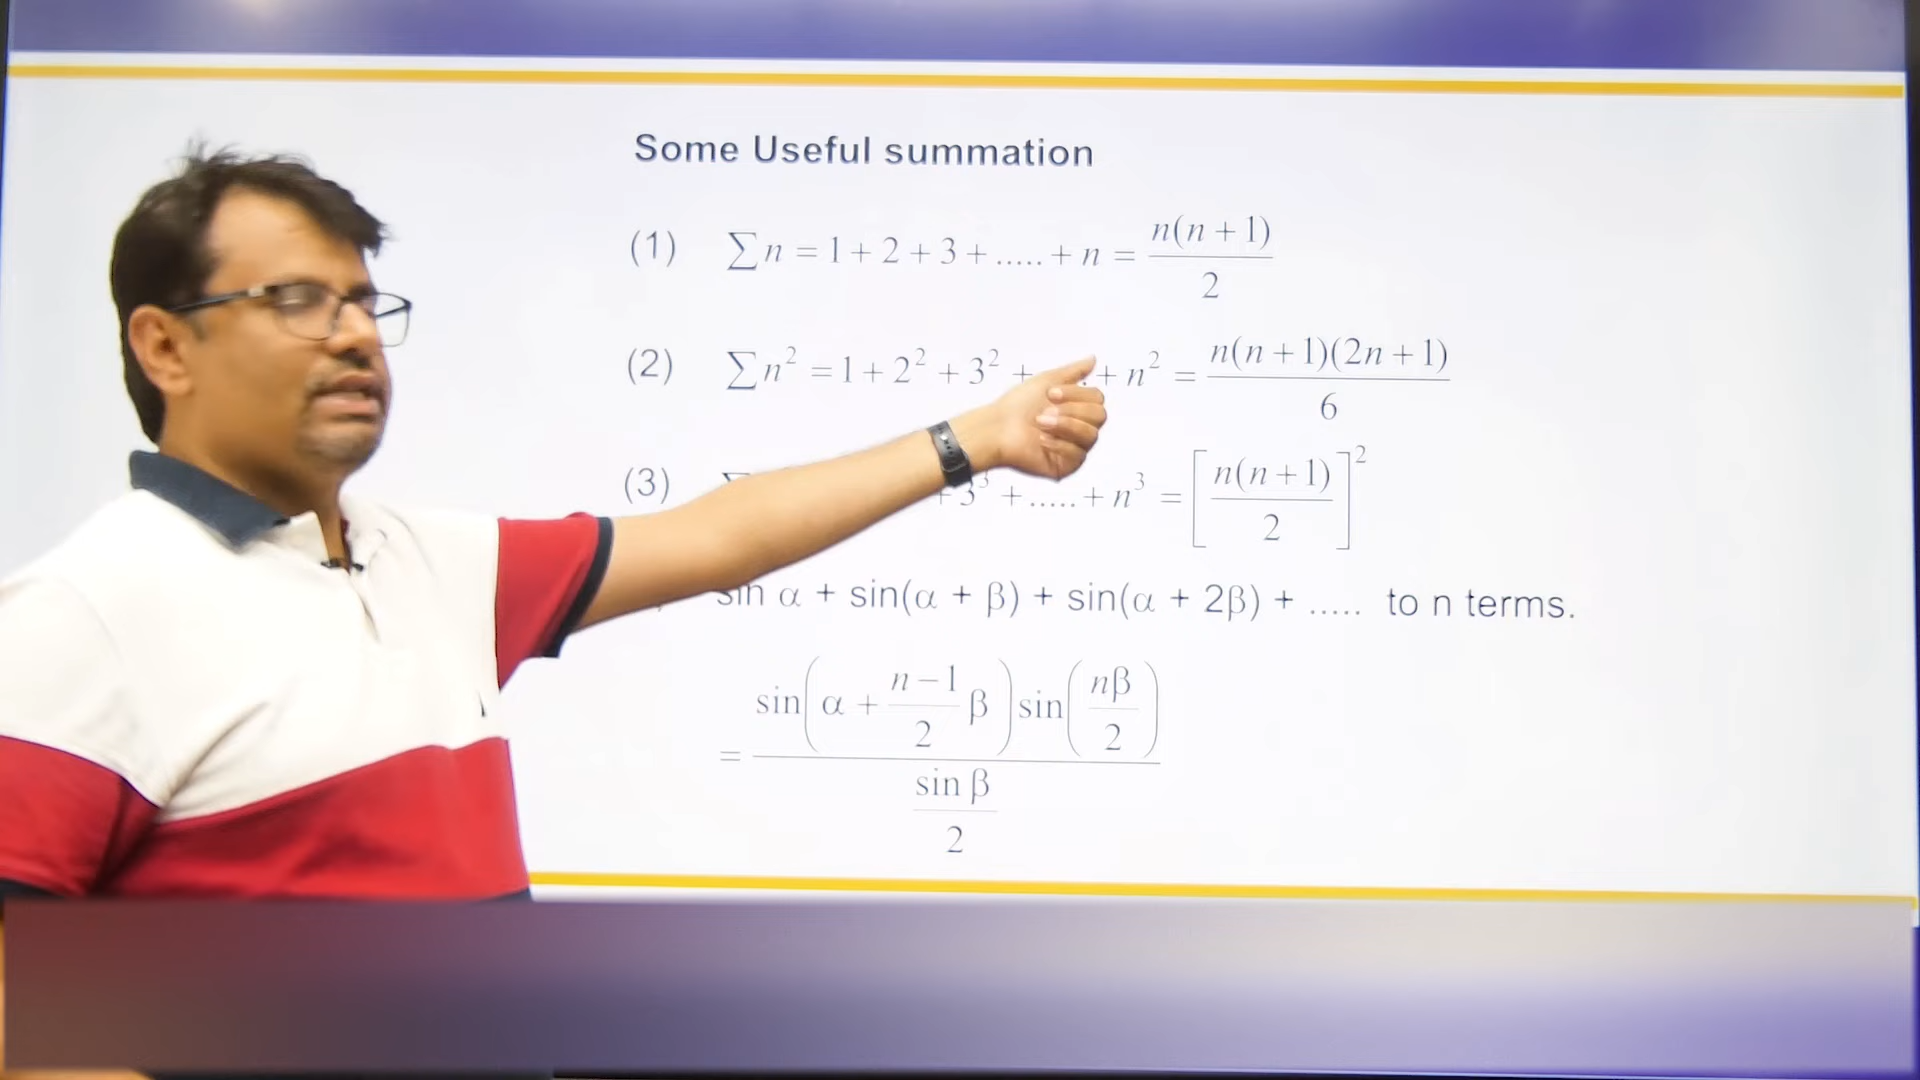 Some Useful summation
(1) ∑n = 1 + 2 + 3 + ..... + n = n(n + 1) / 2
(2) ∑n² = 1 + 2² + 3² + + n² = n(n + 1)(2n + 1) / 6
(3) + 3³ + ..... + n³ = [n(n + 1) / 2]²
sin α + sin(α + β) + sin(α + 2β) + ..... to n terms.
= sin(α + n − 1 / 2 β) sin(nβ / 2) / sin β / 2